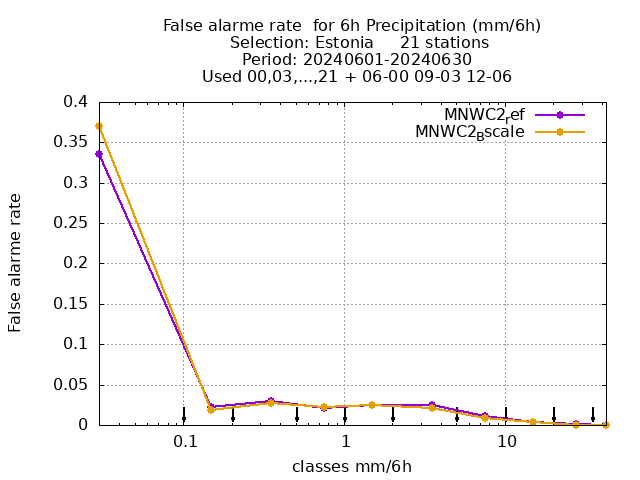 False alarme rate  for 6h Precipitation (mm/6h)
Selection: Estonia     21 stations
Period: 20240601-20240630
Used 00,03,...,21 + 06-00 09-03 12-06
MNWC2ref
MNWC2Bscale
0.4
0.35
0.3
0.25
0.2
0.15
0.1
0.05
0
False alarme rate
0.1 1 10
classes mm/6h